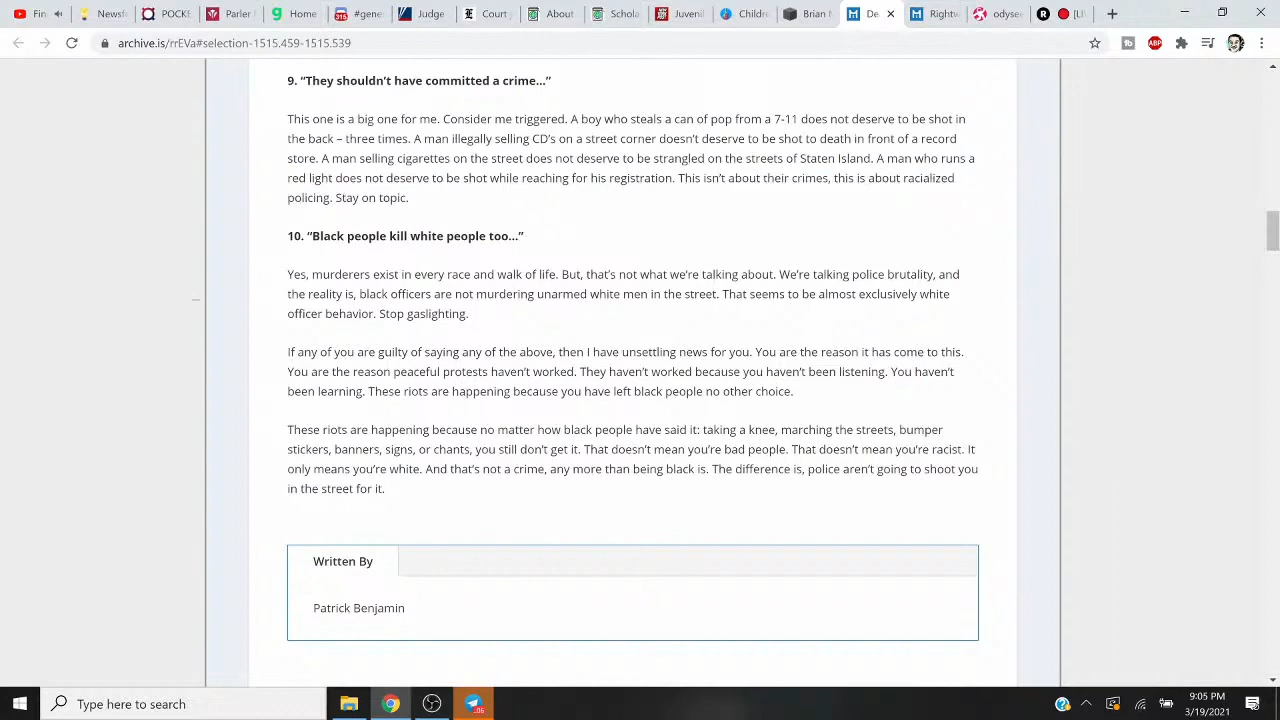 Fin
Newsf
POCKI
Parler
Home
#gene
Judge
Court
About
Schola
Juveni
Childre
Brian
De
Rightw
odysee
[LI
archive.is/rrEVa#selection-1515.459-1515.539
9. “They shouldn’t have committed a crime…”
This one is a big one for me. Consider me triggered. A boy who steals a can of pop from a 7-11 does not deserve to be shot in
the back – three times. A man illegally selling CD’s on a street corner doesn’t deserve to be shot to death in front of a record
store. A man selling cigarettes on the street does not deserve to be strangled on the streets of Staten Island. A man who runs a
red light does not deserve to be shot while reaching for his registration. This isn’t about their crimes, this is about racialized
policing. Stay on topic.
10. “Black people kill white people too…”
Yes, murderers exist in every race and walk of life. But, that’s not what we’re talking about. We’re talking police brutality, and
the reality is, black officers are not murdering unarmed white men in the street. That seems to be almost exclusively white
officer behavior. Stop gaslighting.
If any of you are guilty of saying any of the above, then I have unsettling news for you. You are the reason it has come to this.
You are the reason peaceful protests haven’t worked. They haven’t worked because you haven’t been listening. You haven’t
been learning. These riots are happening because you have left black people no other choice.
These riots are happening because no matter how black people have said it: taking a knee, marching the streets, bumper
stickers, banners, signs, or chants, you still don’t get it. That doesn’t mean you’re bad people. That doesn’t mean you’re racist. It
only means you’re white. And that’s not a crime, any more than being black is. The difference is, police aren’t going to shoot you
in the street for it.
Written By
Patrick Benjamin
Type here to search
9:05 PM
3/19/2021